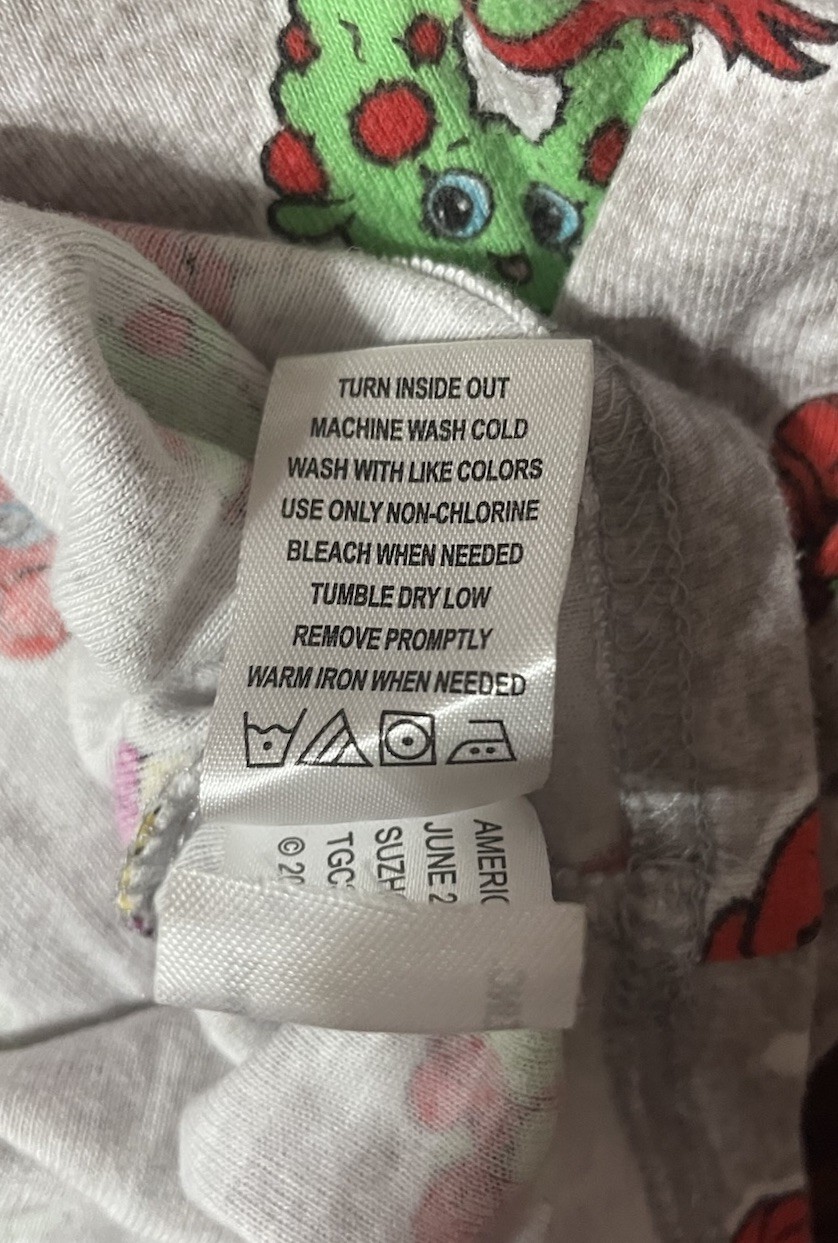 TURN INSIDE OUT
MACHINE WASH COLD
WASH WITH LIKE COLORS
USE ONLY NON-CHLORINE
BLEACH WHEN NEEDED
TUMBLE DRY LOW
REMOVE PROMPTLY
WARM IRON WHEN NEEDED
JUNE
©